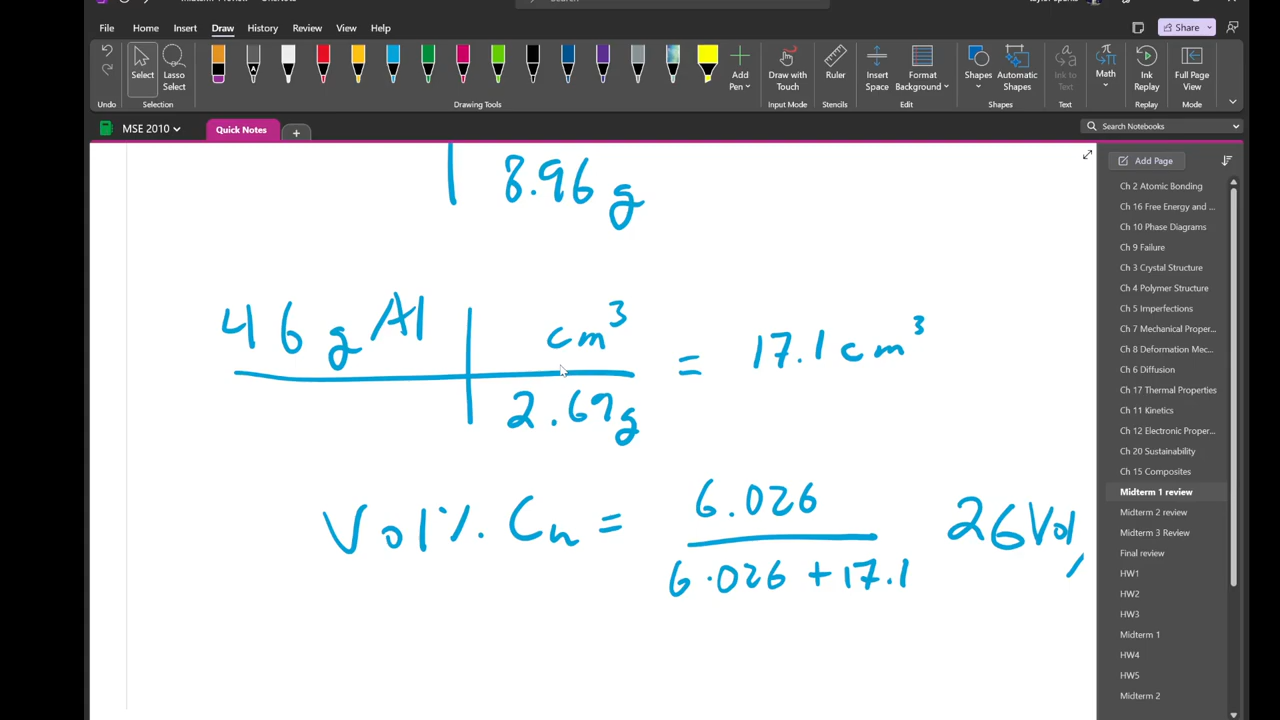 File Home Insert Draw History Review View Help Share
Select Lasso Select Add Pen Draw with Touch Ruler Insert Space Format Background Shapes Automatic Shapes Ink to Text Math Ink Replay Full Page View
Undo Selection Drawing Tools Input Mode Stencils Edit Shapes Text Math Replay Mode
MSE 2010 Quick Notes + Search Notebooks
Add Page
8.96 g
46 g Al cm³ = 17.1 cm³
2.69g
Vol%. Cu = 6.026 26 Vol
6.026 + 17.1
Ch 2 Atomic Bonding
Ch 16 Free Energy and ...
Ch 10 Phase Diagrams
Ch 9 Failure
Ch 3 Crystal Structure
Ch 4 Polymer Structure
Ch 5 Imperfections
Ch 7 Mechanical Proper...
Ch 8 Deformation Mec...
Ch 6 Diffusion
Ch 17 Thermal Properties
Ch 11 Kinetics
Ch 12 Electronic Proper...
Ch 20 Sustainability
Ch 15 Composites
Midterm 1 review
Midterm 2 review
Midterm 3 Review
Final review
HW1
HW2
HW3
Midterm 1
HW4
HW5
Midterm 2